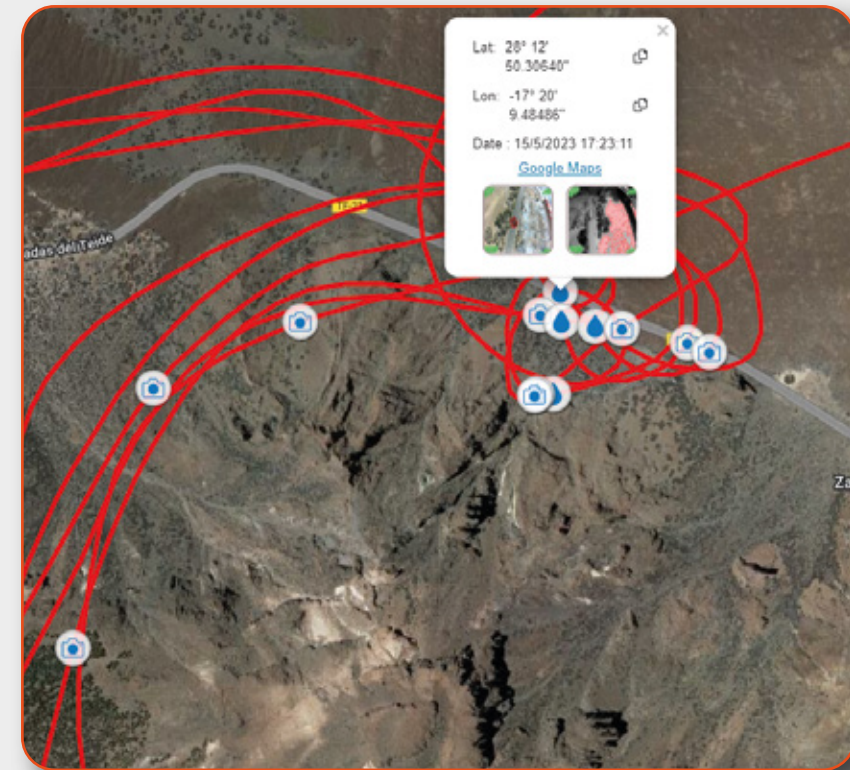 Lat: 28° 12'
50.30640"
Lon: -17° 20'
9.48486"
Date : 15/5/2023 17:23:11
Google Maps
adas del Teide
Za